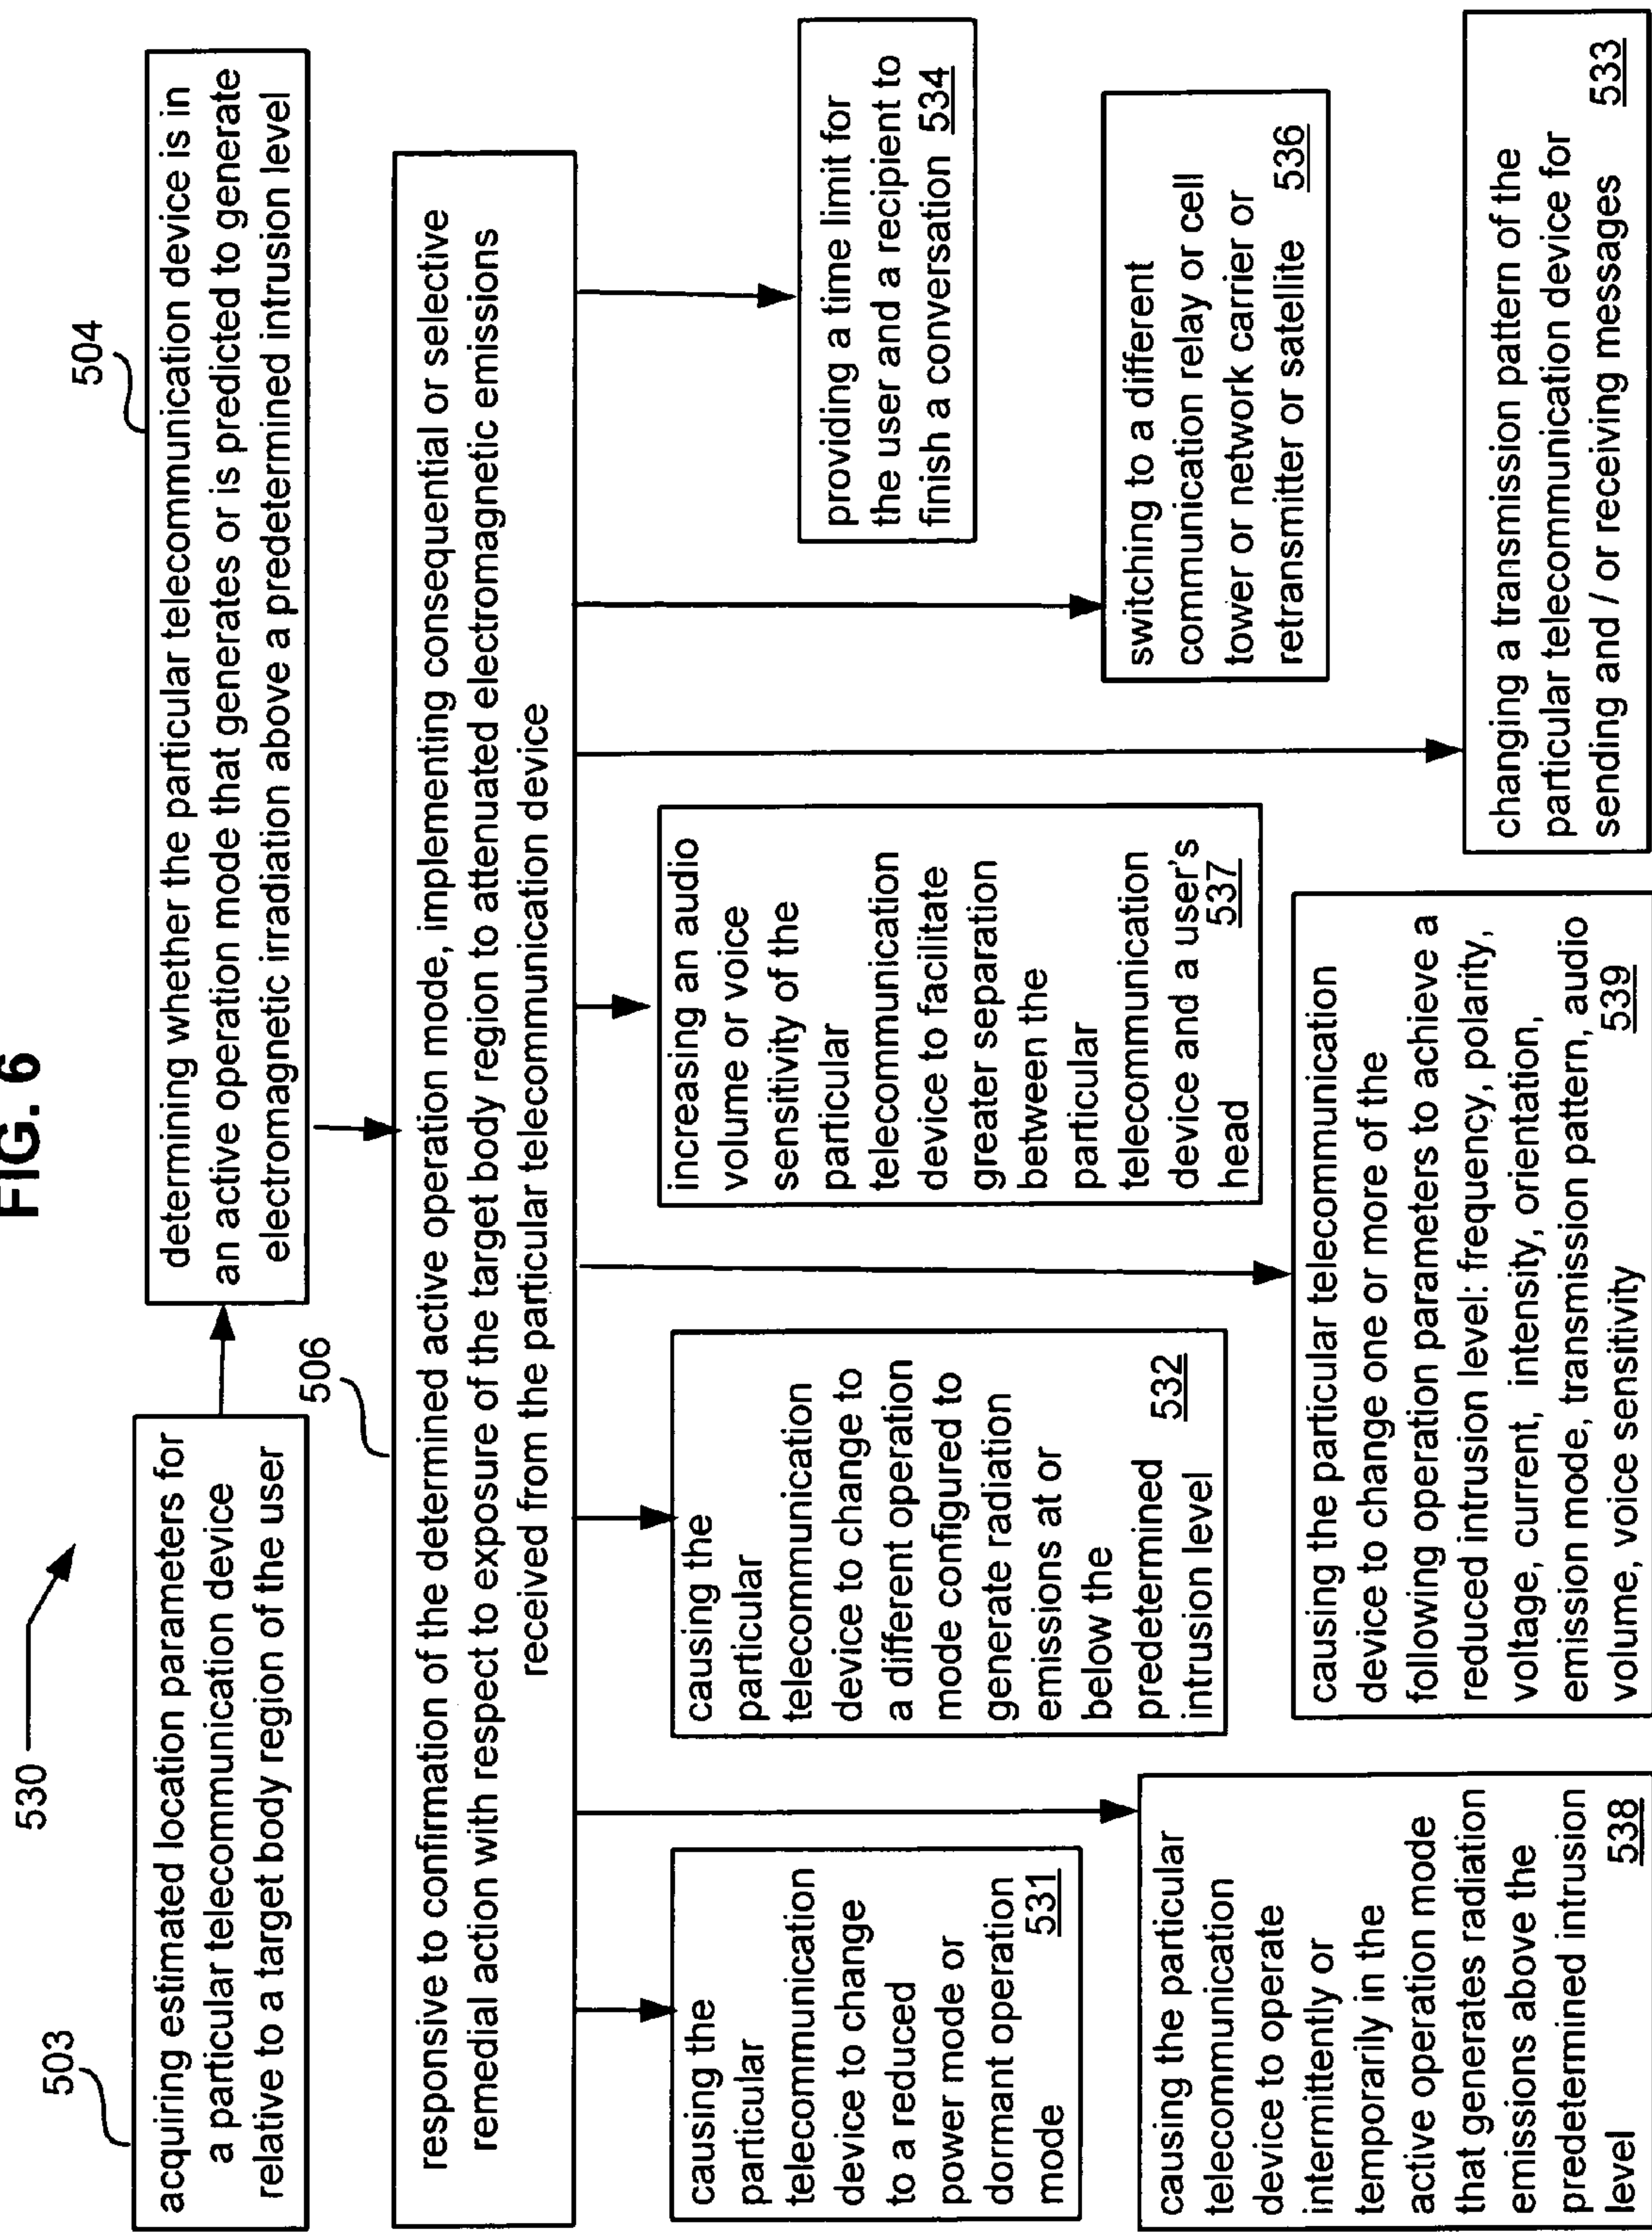 FIG. 6
530
503
acquiring estimated location parameters for
a particular telecommunication device
relative to a target body region of the user
504
determining whether the particular telecommunication device is in
an active operation mode that generates or is predicted to generate
electromagnetic irradiation above a predetermined intrusion level
506
responsive to confirmation of the determined active operation mode, implementing consequential or selective
remedial action with respect to exposure of the target body region to attenuated electromagnetic emissions
received from the particular telecommunication device
causing the
particular
telecommunication
device to change
to a reduced
power mode or
dormant operation
mode 531
causing the
particular
telecommunication
device to change to
a different operation
mode configured to
generate radiation
emissions at or
below the
predetermined 532
intrusion level
increasing an audio
volume or voice
sensitivity of the
particular
telecommunication
device to facilitate
greater separation
between the
particular
telecommunication
device and a user's
head 537
providing a time limit for
the user and a recipient to
finish a conversation 534
switching to a different
communication relay or cell
tower or network carrier or
retransmitter or satellite 536
causing the particular
telecommunication
device to operate
intermittently or
temporarily in the
active operation mode
that generates radiation
emissions above the
predetermined intrusion
level 538
causing the particular telecommunication
device to change one or more of the
following operation parameters to achieve a
reduced intrusion level: frequency, polarity,
voltage, current, intensity, orientation,
emission mode, transmission pattern, audio
volume, voice sensitivity 539
changing a transmission pattern of the
particular telecommunication device for
sending and / or receiving messages 533